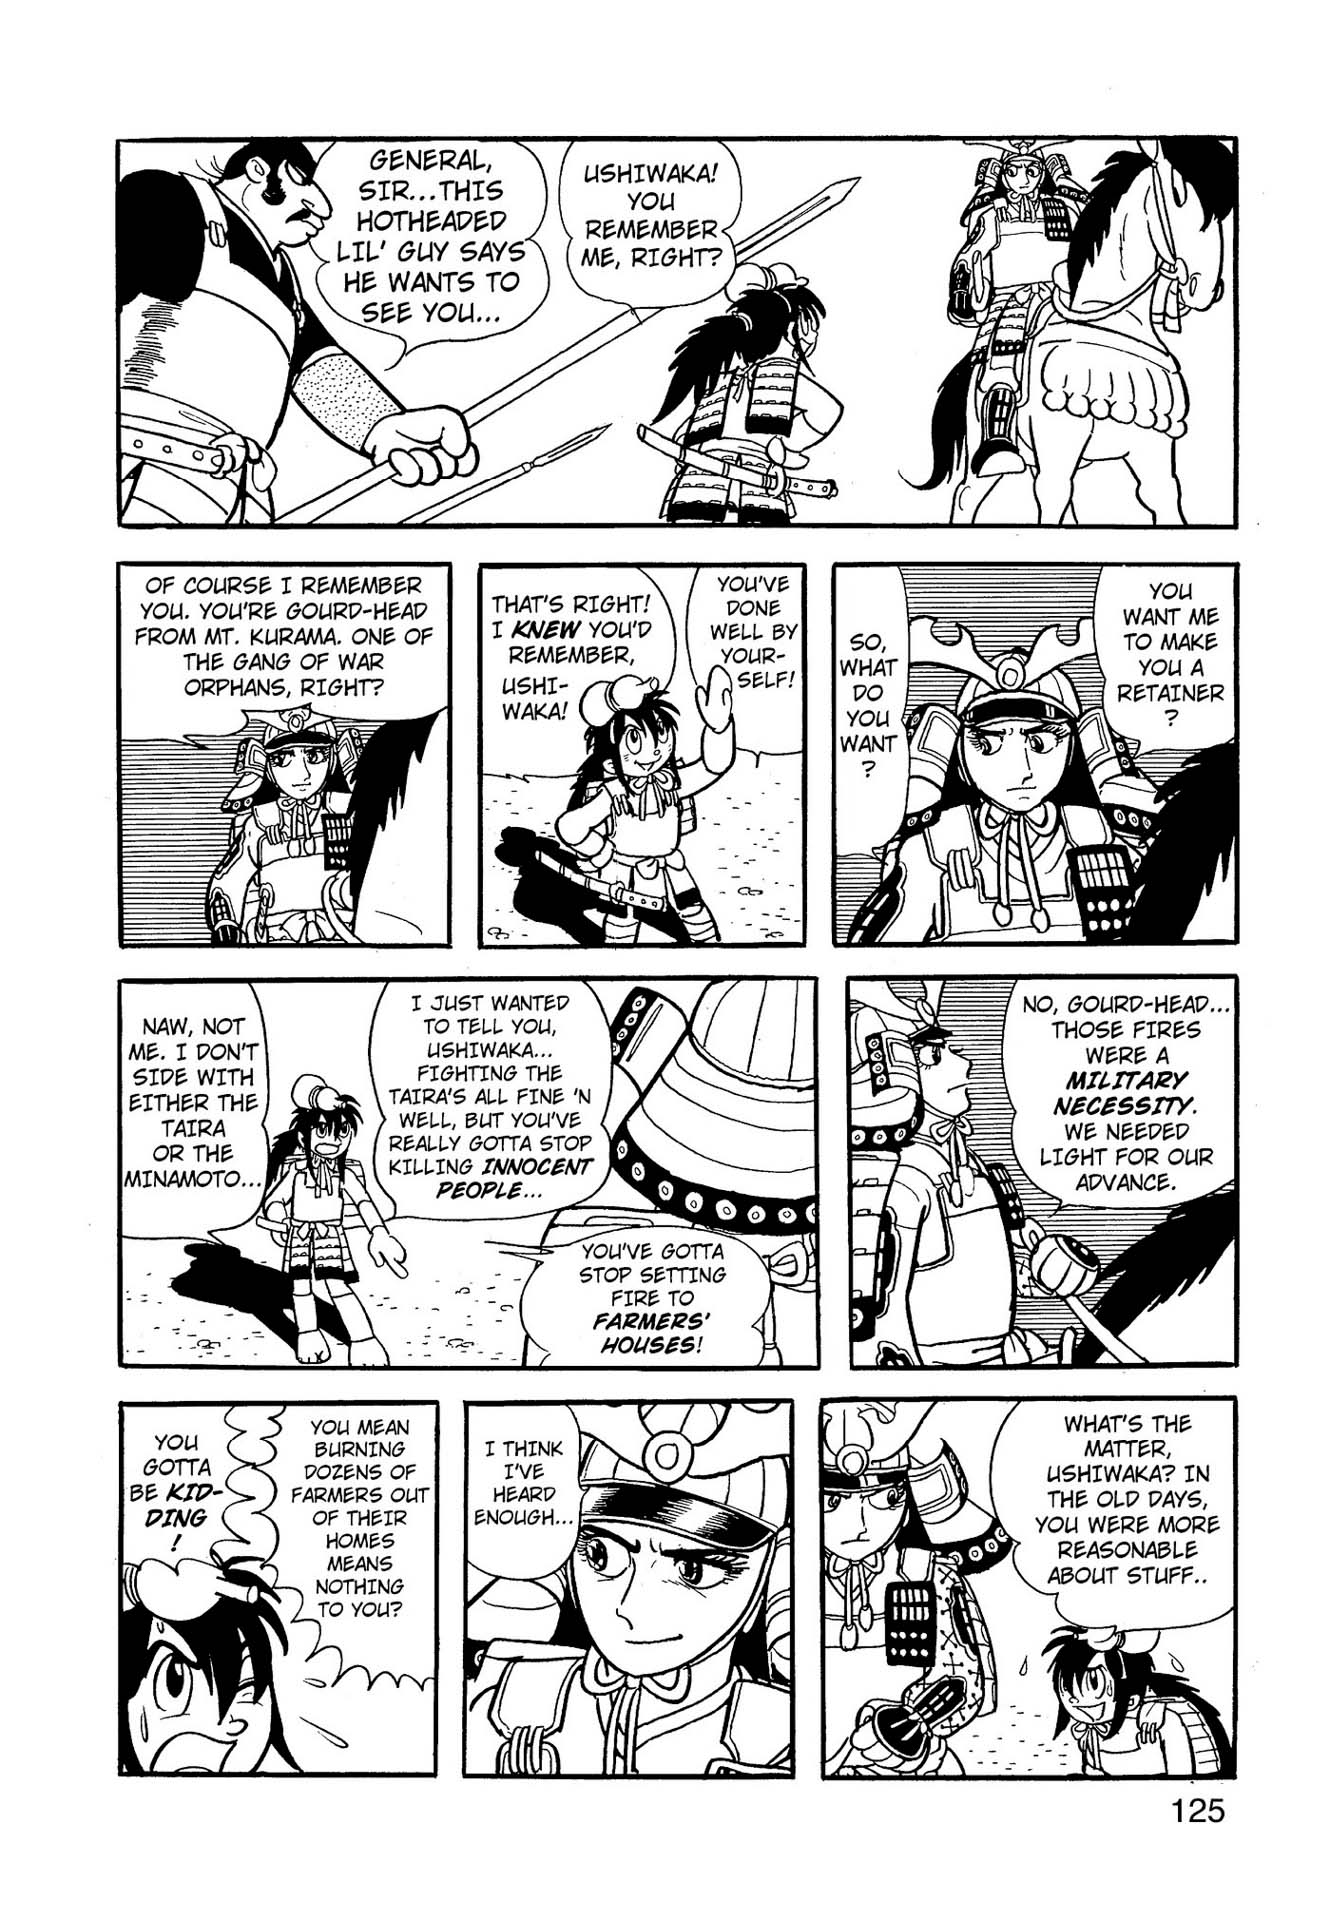 GENERAL,
SIR...THIS
HOTHEADED
LIL' GUY SAYS
HE WANTS TO
SEE YOU...
USHIWAKA!
YOU
REMEMBER
ME, RIGHT?
OF COURSE I REMEMBER
YOU. YOU'RE GOURD-HEAD
FROM MT. KURAMA. ONE OF
THE GANG OF WAR
ORPHANS, RIGHT?
THAT'S RIGHT!
I KNEW YOU'D
REMEMBER,
USHI-
WAKA!
YOU'VE
DONE
WELL BY
YOUR-
SELF!
SO,
WHAT
DO
YOU
WANT
?
YOU
WANT ME
TO MAKE
YOU A
RETAINER
?
NAW, NOT
ME. I DON'T
SIDE WITH
EITHER THE
TAIRA
OR THE
MINAMOTO...
I JUST WANTED
TO TELL YOU,
USHIWAKA...
FIGHTING THE
TAIRA'S ALL FINE 'N
WELL, BUT YOU'VE
REALLY GOTTA STOP
KILLING INNOCENT
PEOPLE...
YOU'VE GOTTA
STOP SETTING
FIRE TO
FARMERS'
HOUSES!
NO, GOURD-HEAD...
THOSE FIRES
WERE A
MILITARY
NECESSITY.
WE NEEDED
LIGHT FOR OUR
ADVANCE.
YOU
GOTTA
BE KID-
DING
!
YOU MEAN
BURNING
DOZENS OF
FARMERS OUT
OF THEIR
HOMES
MEANS
NOTHING
TO YOU?
I THINK
I'VE
HEARD
ENOUGH...
WHAT'S THE
MATTER,
USHIWAKA? IN
THE OLD DAYS,
YOU WERE MORE
REASONABLE
ABOUT STUFF..
125